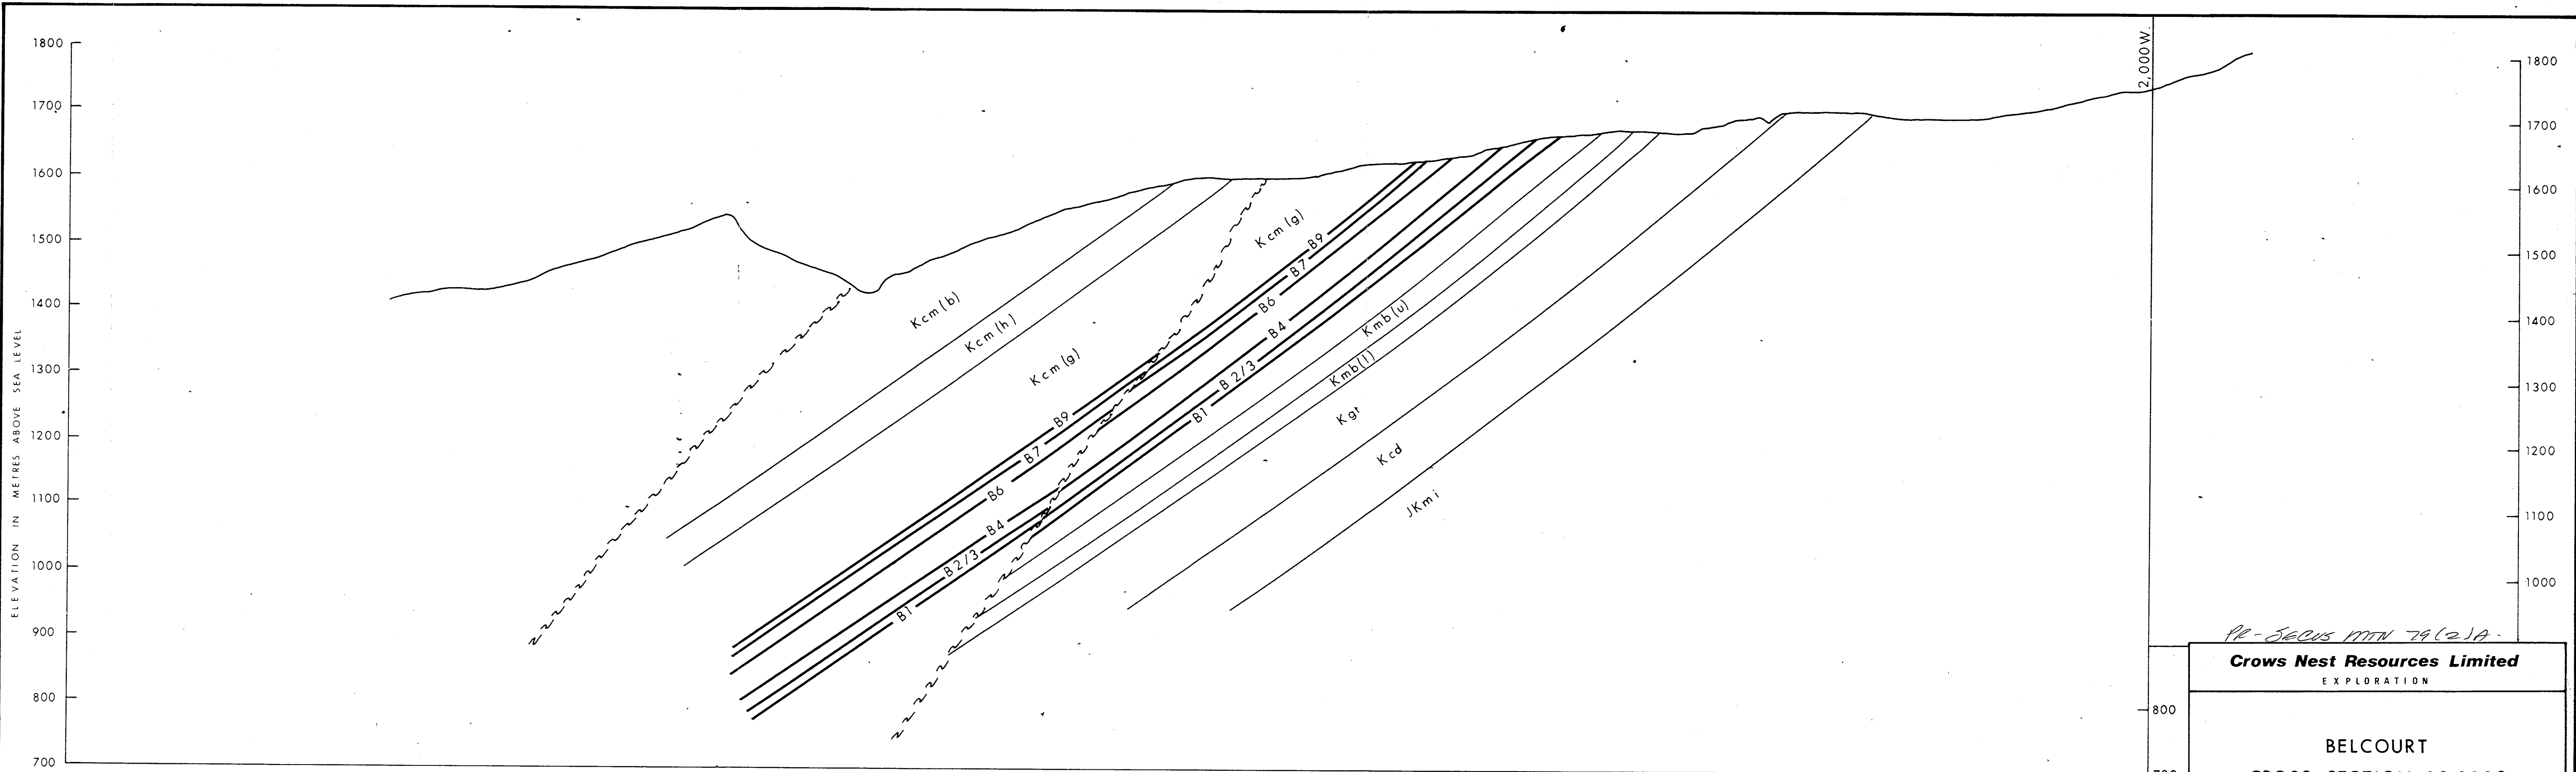 1800
1700
1600
1500
1400
1300
1200
1100
1000
900
800
700
ELEVATION IN METRES ABOVE SEA LEVEL
2,000W.
1800
1700
1600
1500
1400
1300
1200
1100
1000
800
Kcm(b)
Kcm(h)
Kcm(g)
Kcm(g)
B9
B7
B6
B4
B2/3
B1
B9
B7
B6
B4
B2/3
B1
Kmb(u)
Kmb(l)
Kgt
Kcd
JKmi
MTN 79(2)A.
Crows Nest Resources Limited
EXPLORATION
BELCOURT